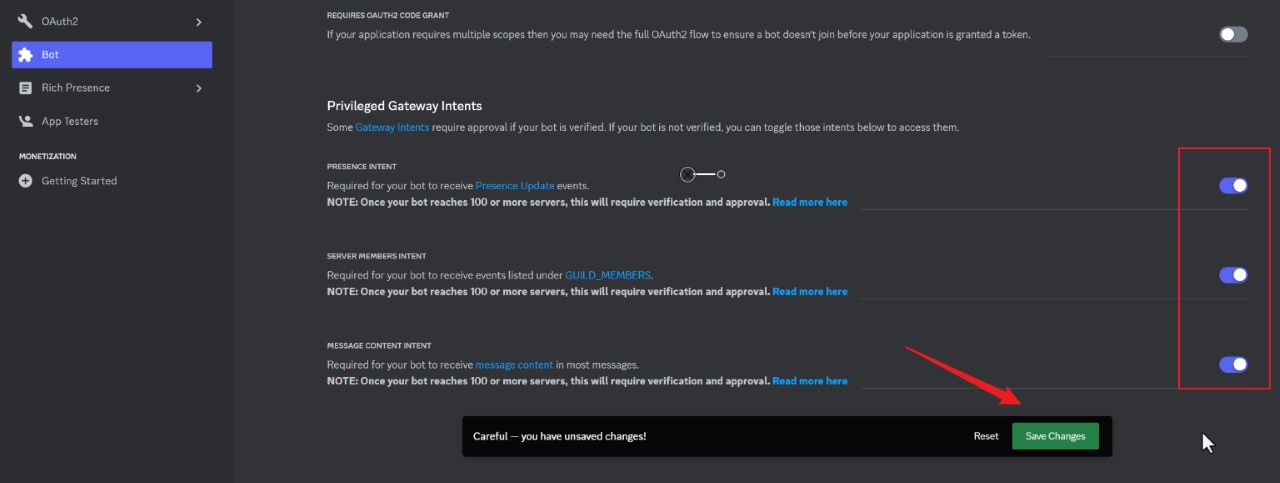 OAuth2
Bot
Rich Presence
App Testers
MONETIZATION
Getting Started
REQUIRES OAUTH2 CODE GRANT
If your application requires multiple scopes then you may need the full OAuth2 flow to ensure a bot doesn't join before your application is granted a token.
Privileged Gateway Intents
Some Gateway Intents require approval if your bot is verified. If your bot is not verified, you can toggle those intents below to access them.
PRESENCE INTENT
Required for your bot to receive Presence Update events.
NOTE: Once your bot reaches 100 or more servers, this will require verification and approval. Read more here
SERVER MEMBERS INTENT
Required for your bot to receive events listed under GUILD_MEMBERS.
NOTE: Once your bot reaches 100 or more servers, this will require verification and approval. Read more here
MESSAGE CONTENT INTENT
Required for your bot to receive message content in most messages.
NOTE: Once your bot reaches 100 or more servers, this will require verification and approval. Read more here
Careful — you have unsaved changes!
Reset
Save Changes